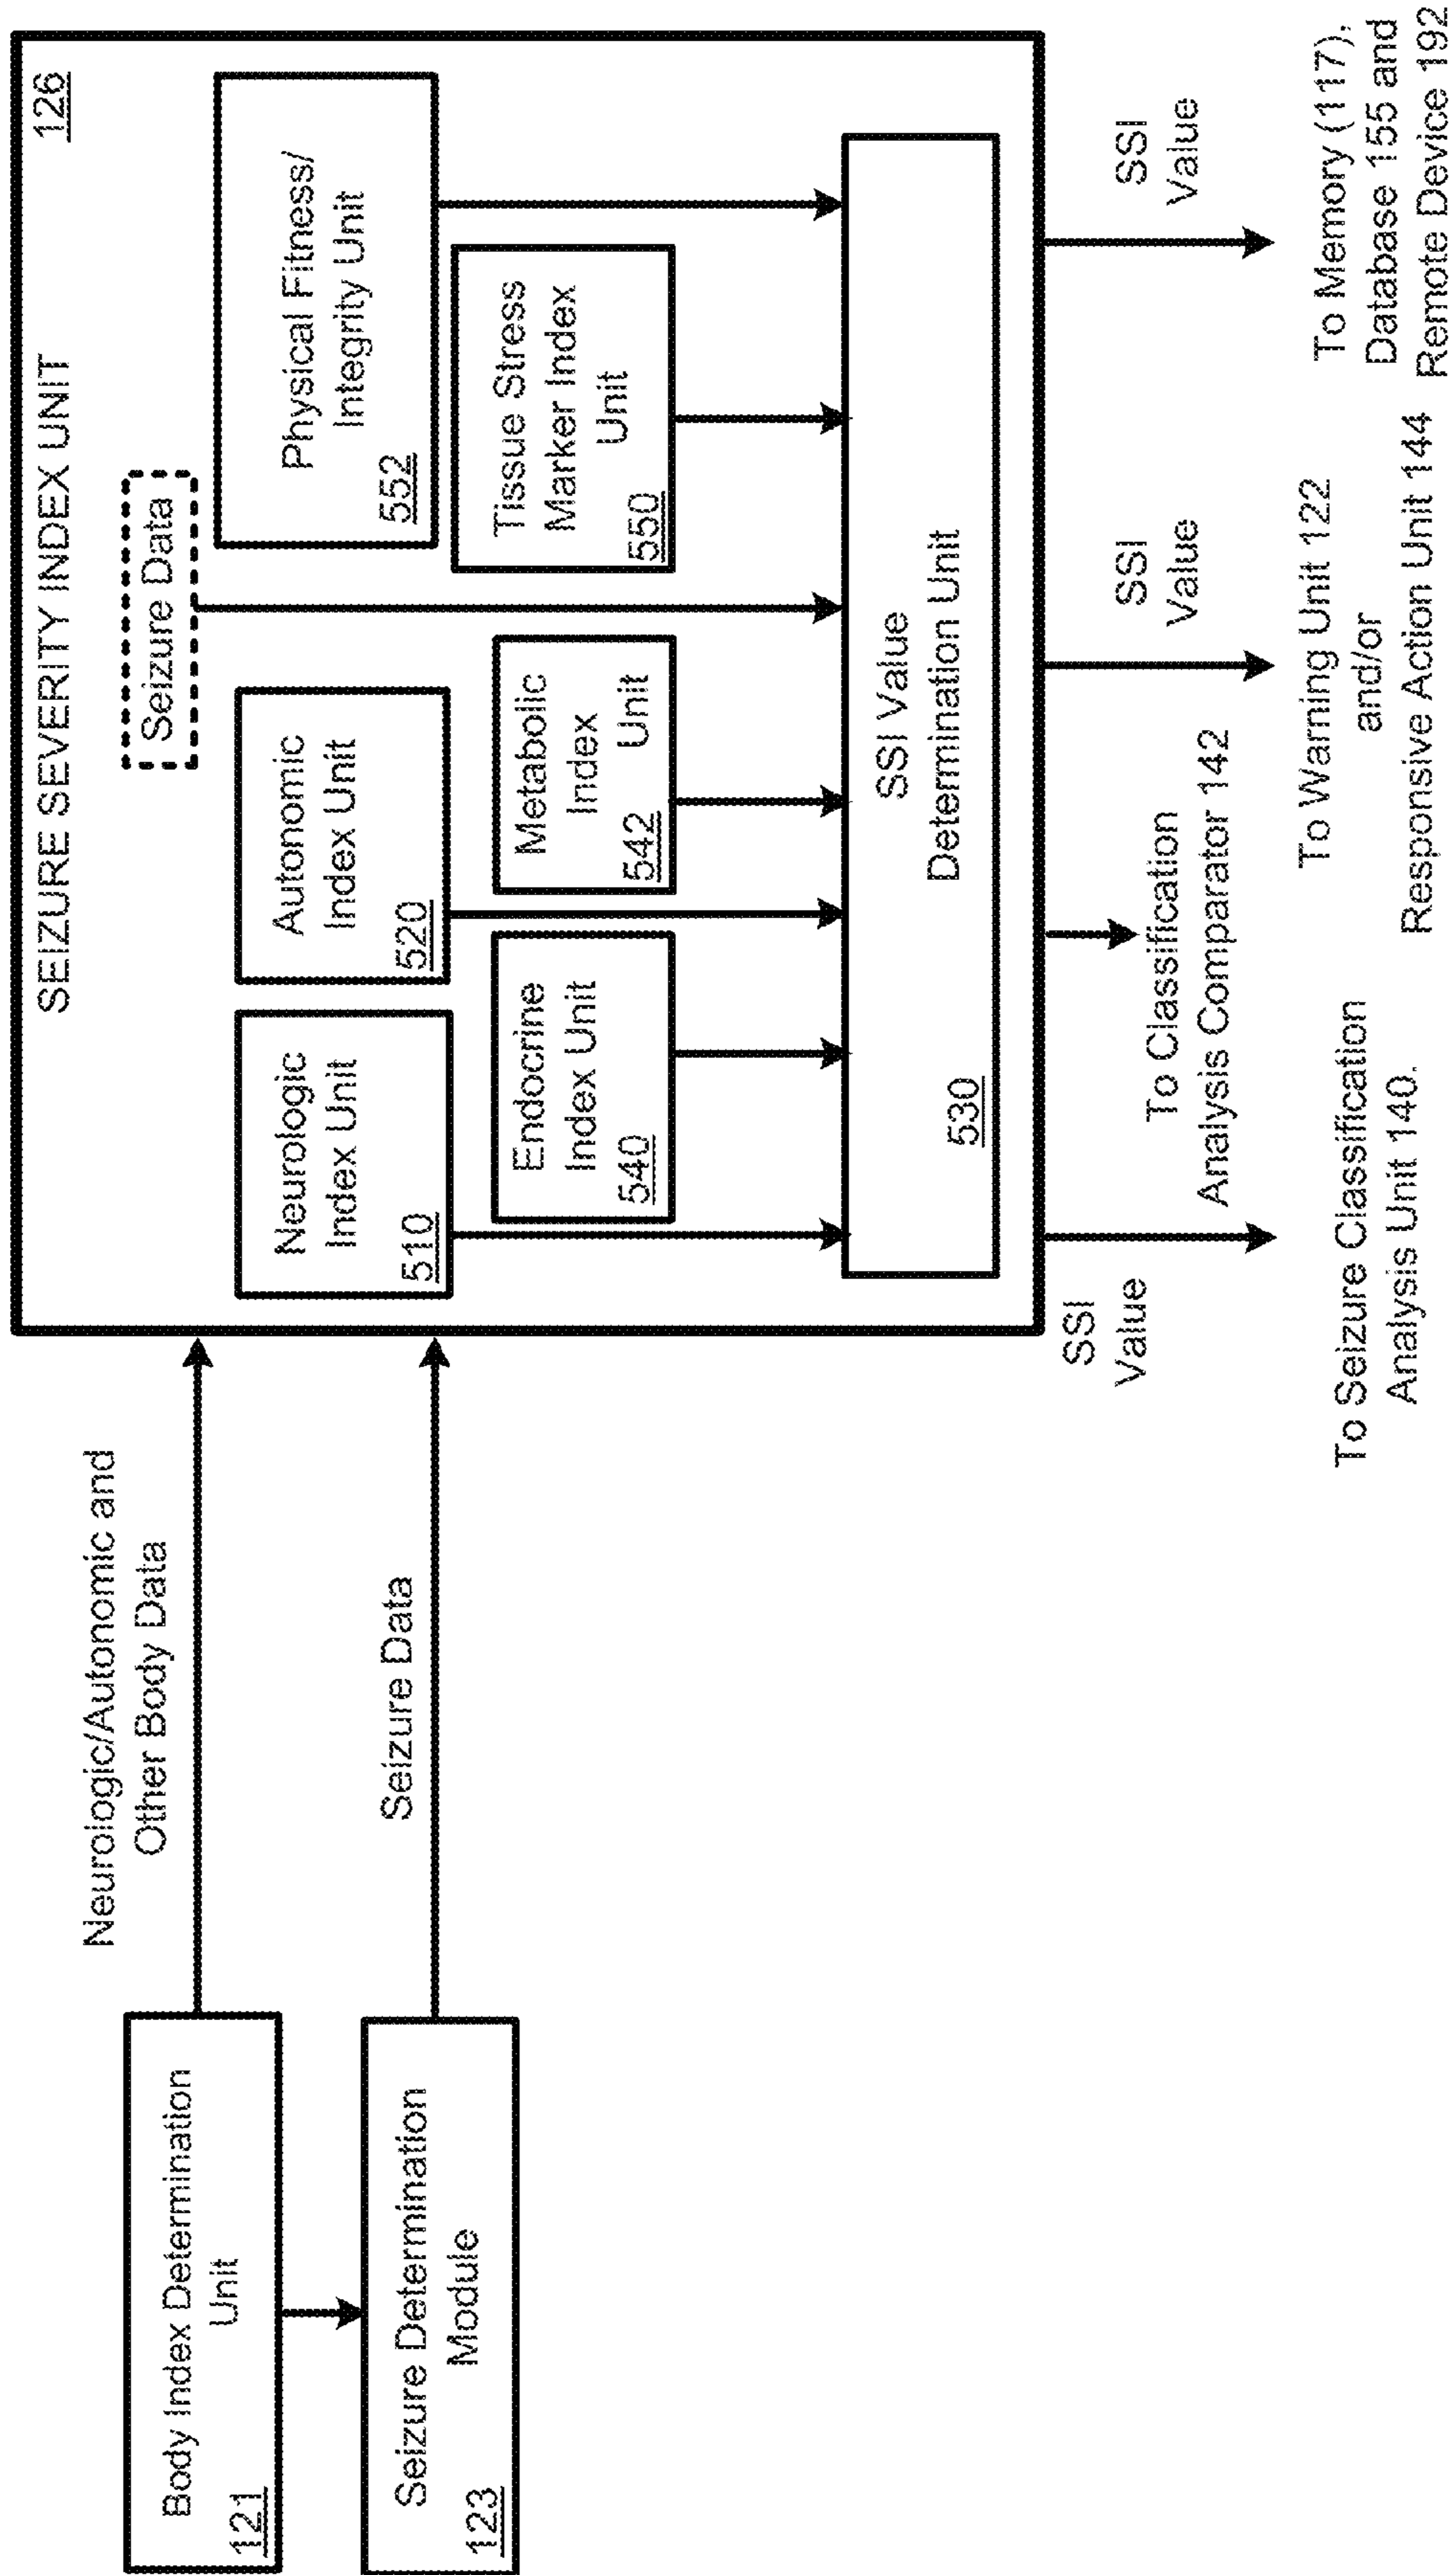 SEIZURE SEVERITY INDEX UNIT
126
Body Index Determination
Unit
121
Neurologic/Autonomic and
Other Body Data
Seizure Determination
Module
123
Seizure Data
Seizure Data
Neurologic
Index Unit
510
Autonomic
Index Unit
520
Physical Fitness/
Integrity Unit
552
Endocrine
Index Unit
540
Metabolic
Index
Unit
542
Tissue Stress
Marker Index
Unit
550
SSI Value
Determination Unit
530
SSI
Value
To Seizure Classification
Analysis Unit 140.
To Classification
Analysis Comparator 142
SSI
Value
To Warning Unit 122
and/or
Responsive Action Unit 144
SSI
Value
To Memory (117),
Database 155 and
Remote Device 192